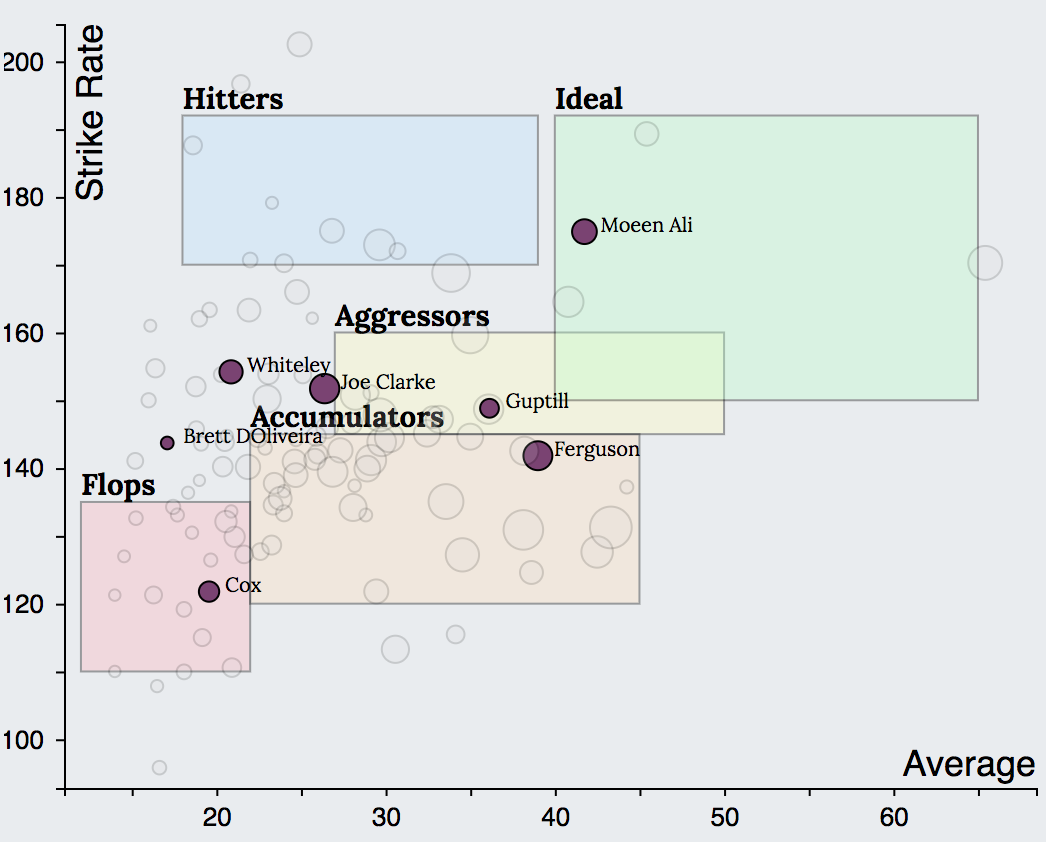 Strike Rate
200
180
160
140
120
100
Hitters
Ideal
Moeen Ali
Aggressors
Whiteley
Joe Clarke
Guptill
Accumulators
Brett DOliveira
Ferguson
Flops
Cox
Average
20
30
40
50
60